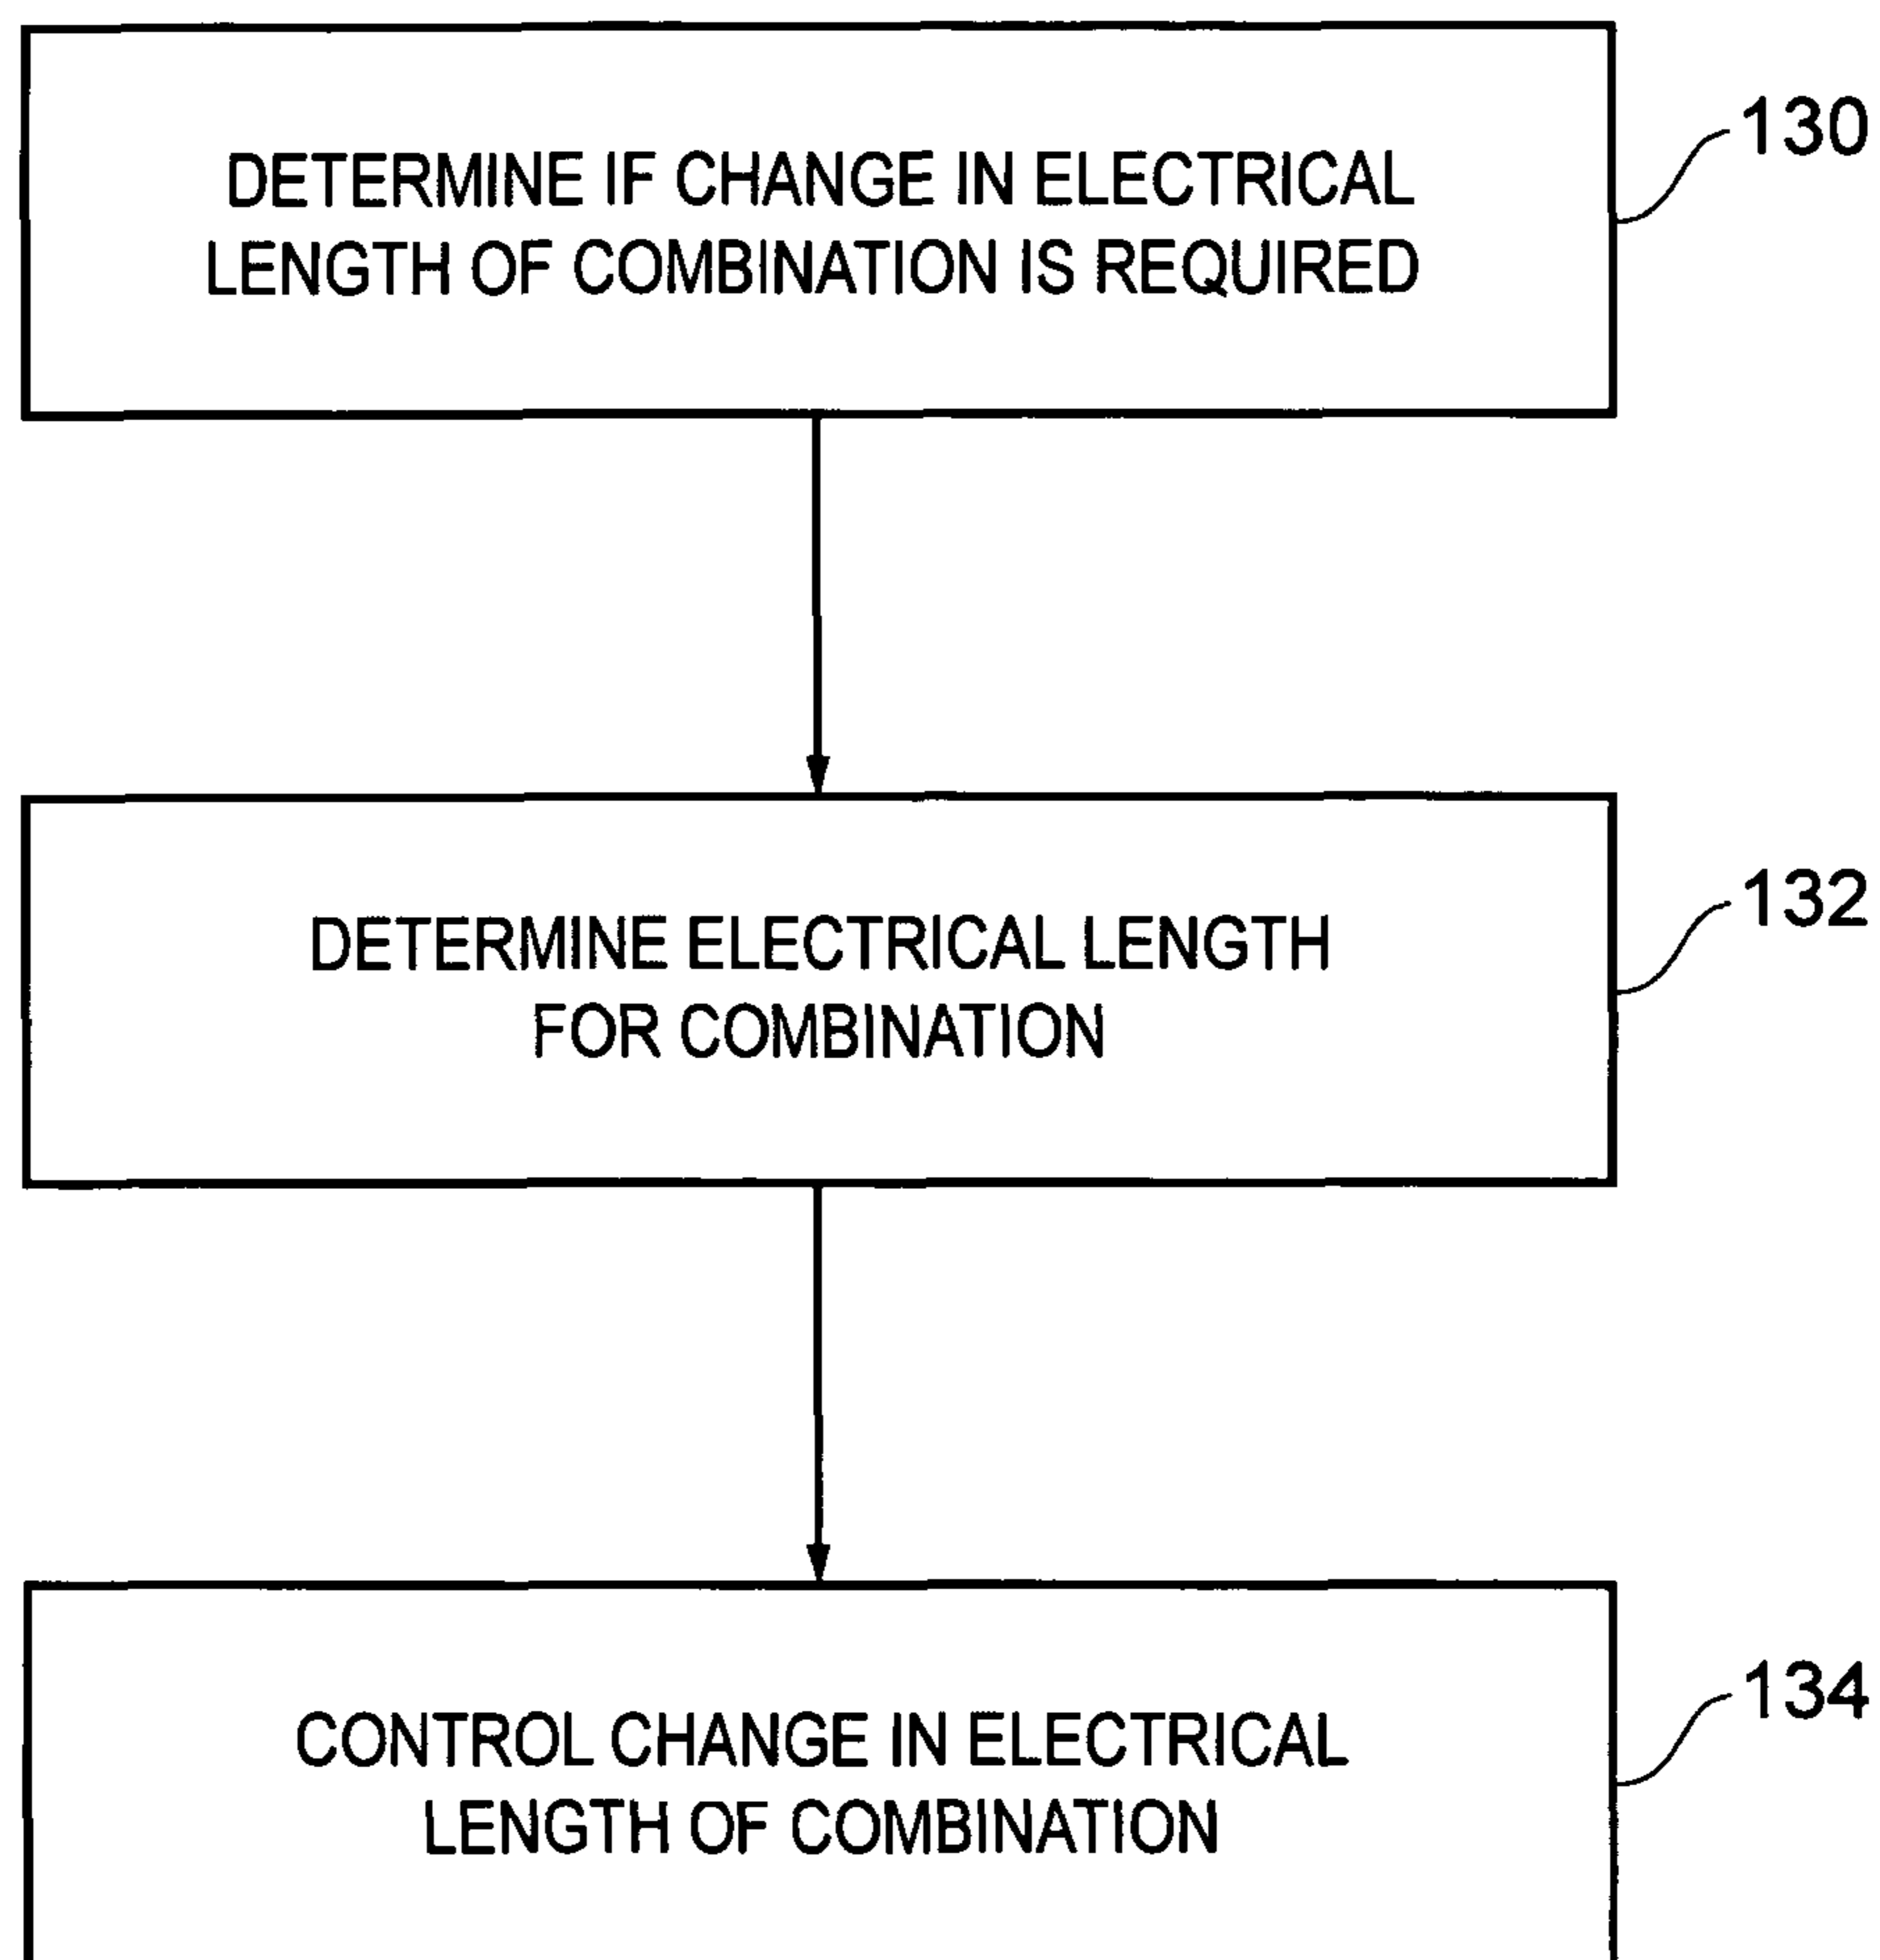 DETERMINE IF CHANGE IN ELECTRICAL
LENGTH OF COMBINATION IS REQUIRED
130
DETERMINE ELECTRICAL LENGTH
FOR COMBINATION
132
CONTROL CHANGE IN ELECTRICAL
LENGTH OF COMBINATION
134